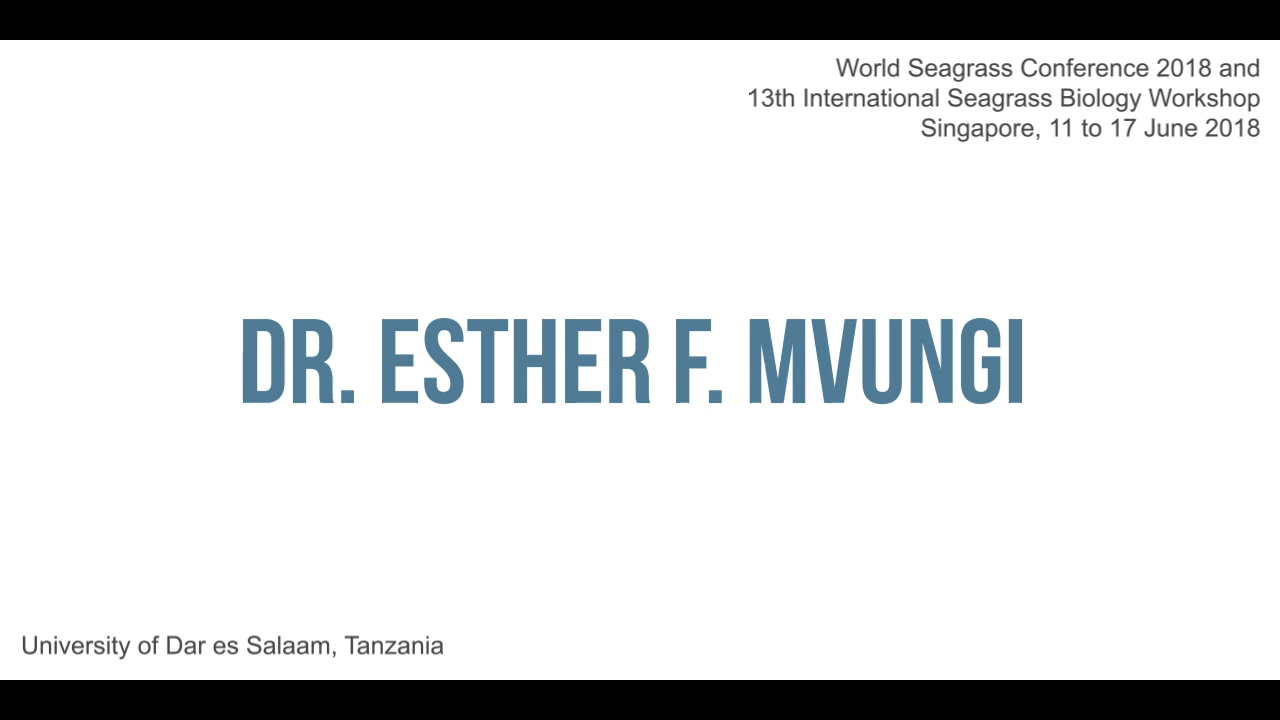 World Seagrass Conference 2018 and
13th International Seagrass Biology Workshop
Singapore, 11 to 17 June 2018
DR. ESTHER F. MVUNGI
University of Dar es Salaam, Tanzania